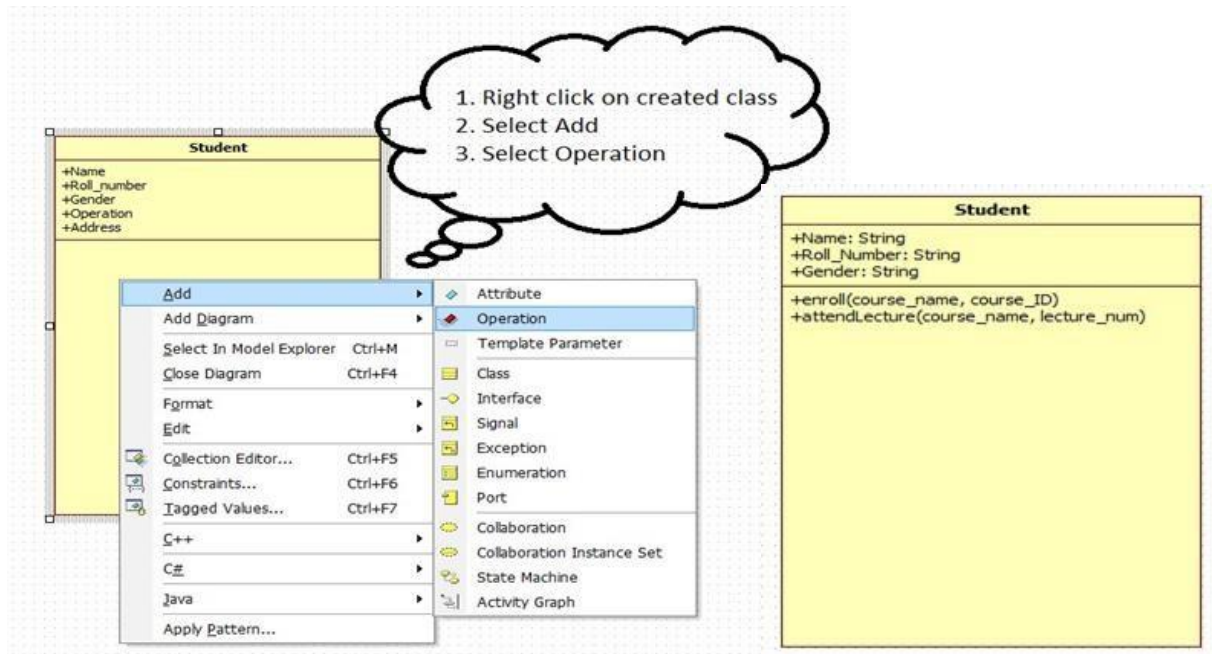 1. Right click on created class
2. Select Add
3. Select Operation
Student
+Name
+Roll_number
+Gender
+Operation
+Address
Add
Add Diagram
Select In Model Explorer Ctrl+M
Close Diagram Ctrl+F4
Format
Edit
Collection Editor... Ctrl+F5
Constraints... Ctrl+F6
Tagged Values... Ctrl+F7
C++
C#
Java
Apply Pattern...
Attribute
Operation
Template Parameter
Class
Interface
Signal
Exception
Enumeration
Port
Collaboration
Collaboration Instance Set
State Machine
Activity Graph
Student
+Name: String
+Roll_Number: String
+Gender: String
+enroll(course_name, course_ID)
+attendLecture(course_name, lecture_num)